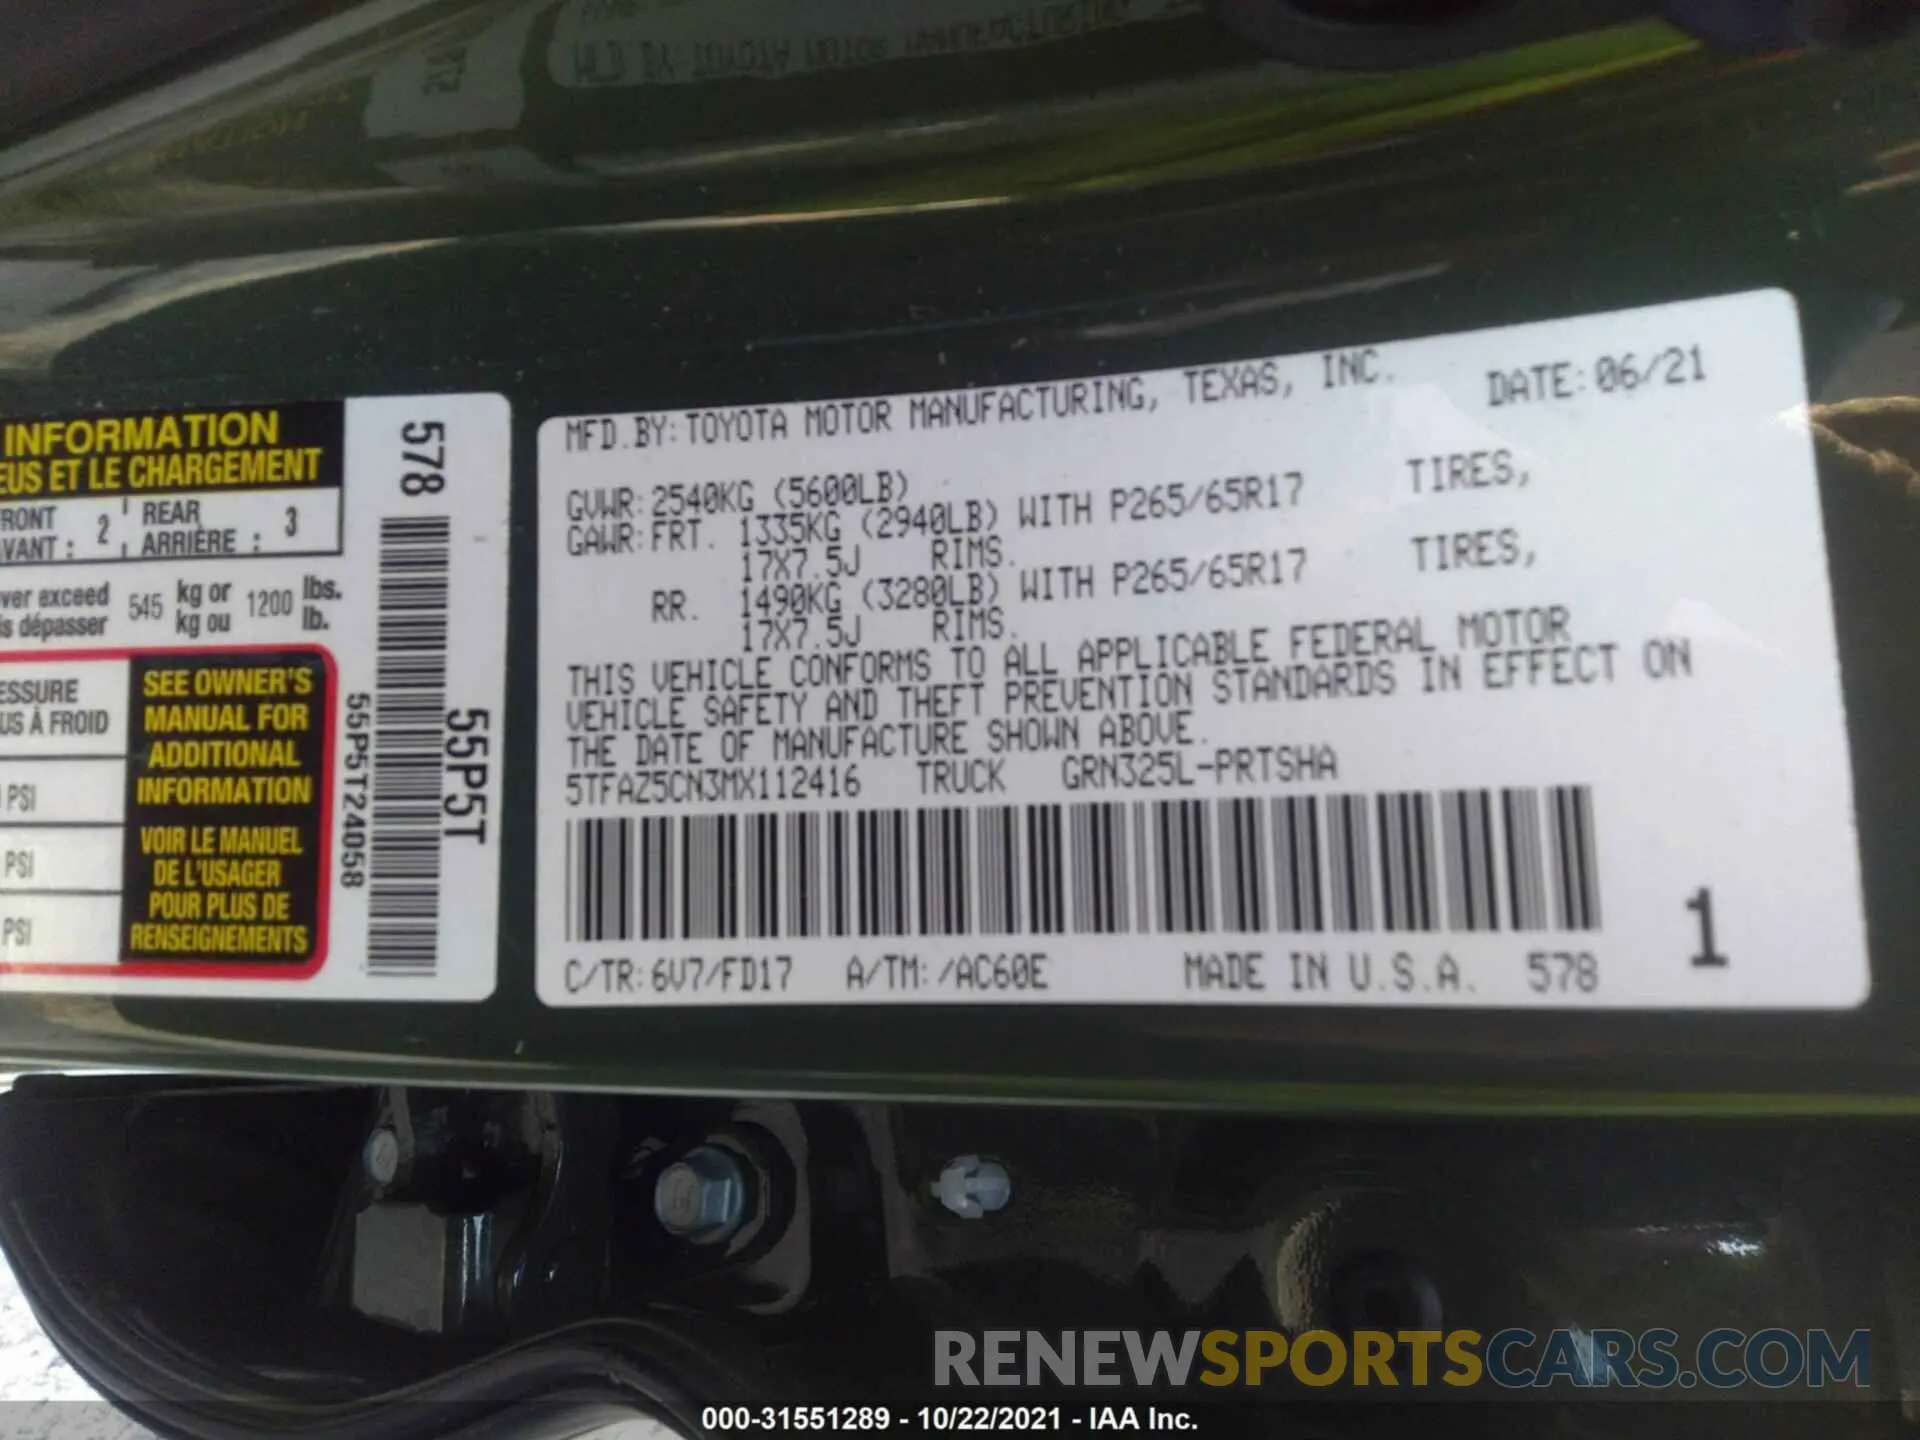 INFORMATION
EUS ET LE CHARGEMENT
RONT
VANT : 2
REAR
ARRIÈRE : 3
ver exceed
is dépasser
545
kg or
kg ou
1200
lbs.
lb.
ESSURE
US À FROID
PSI
PSI
PSI
SEE OWNER'S
MANUAL FOR
ADDITIONAL
INFORMATION
VOIR LE MANUEL
DE L'USAGER
POUR PLUS DE
RENSEIGNEMENTS
578
55P5T
55P5T24058
MFD.BY:TOYOTA MOTOR MANUFACTURING, TEXAS, INC. DATE:06/21
GVWR:2540KG (5600LB)
GAWR:FRT. 1335KG (2940LB) WITH P265/65R17 TIRES,
17X7.5J RIMS.
RR. 1490KG (3280LB) WITH P265/65R17 TIRES,
17X7.5J RIMS.
THIS VEHICLE CONFORMS TO ALL APPLICABLE FEDERAL MOTOR
VEHICLE SAFETY AND THEFT PREVENTION STANDARDS IN EFFECT ON
THE DATE OF MANUFACTURE SHOWN ABOVE.
5TFAZ5CN3MX112416 TRUCK GRN325L-PRTSHA
1
C/TR:6V7/FD17 A/TM:/AC60E MADE IN U.S.A. 578
RENEWSPORTSCARS.COM
000-31551289 - 10/22/2021 - IAA Inc.